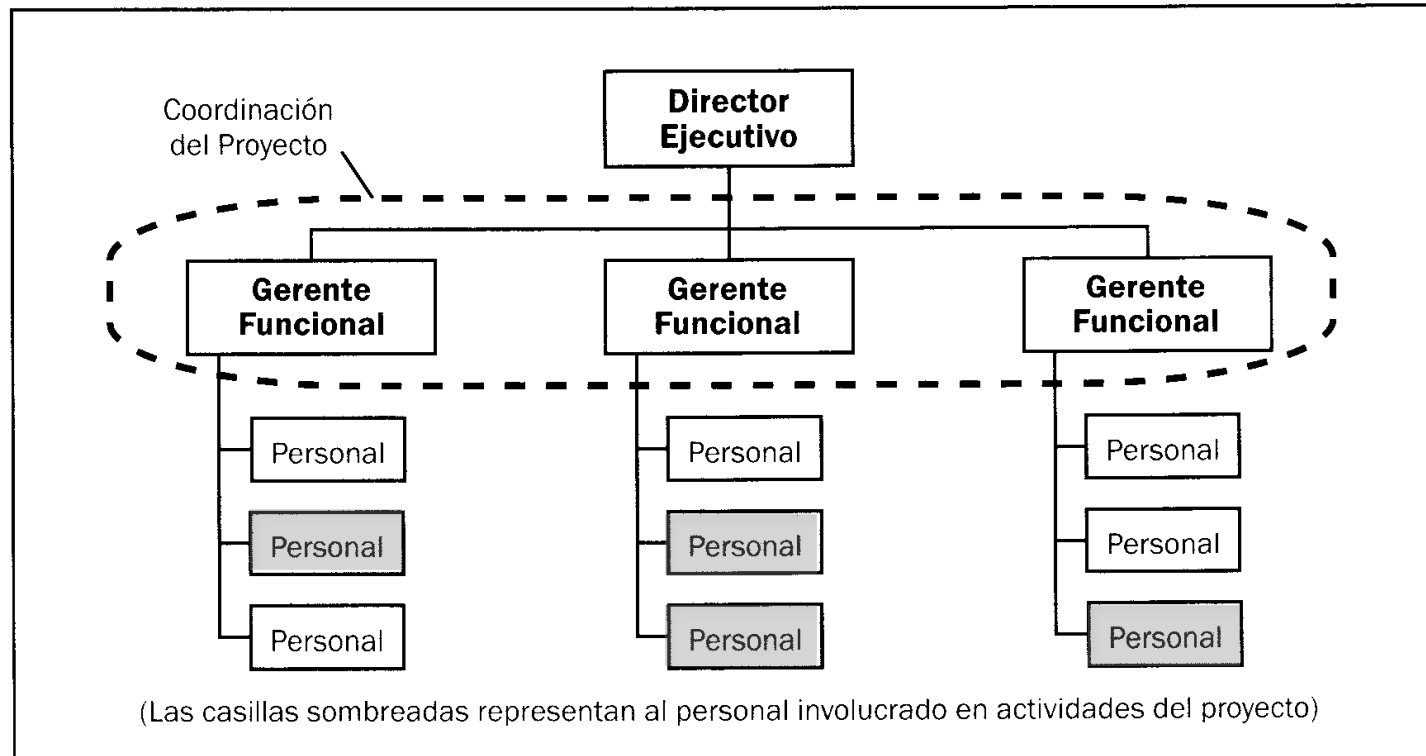 Coordinación
del Proyecto
Director
Ejecutivo
Gerente
Funcional
Gerente
Funcional
Gerente
Funcional
Personal
Personal
Personal
Personal
Personal
Personal
Personal
Personal
Personal
(Las casillas sombreadas representan al personal involucrado en actividades del proyecto)